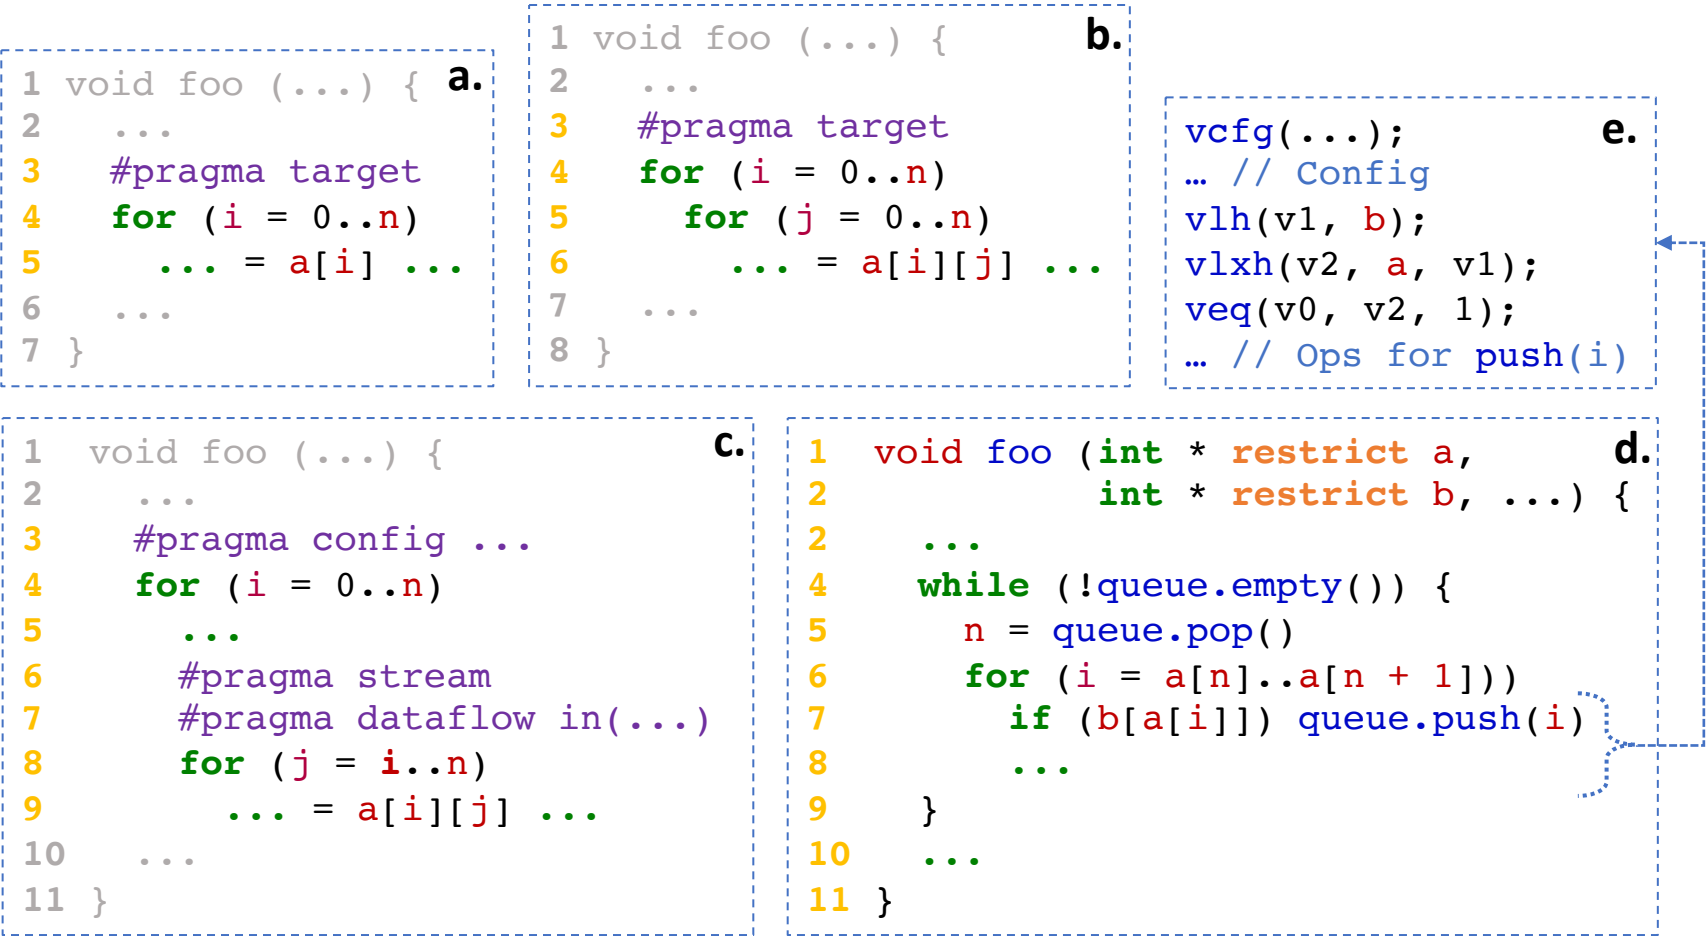 a.
1 void foo (...) {
2 ...
3 #pragma target
4 for (i = 0..n)
5 ... = a[i] ...
6 ...
7 }
b.
1 void foo (...) {
2 ...
3 #pragma target
4 for (i = 0..n)
5 for (j = 0..n)
6 ... = a[i][j] ...
7 ...
8 }
e.
vcfg(...);
… // Config
vlh(v1, b);
vlxh(v2, a, v1);
veq(v0, v2, 1);
… // Ops for push(i)
c.
1 void foo (...) {
2 ...
3 #pragma config ...
4 for (i = 0..n)
5 ...
6 #pragma stream
7 #pragma dataflow in(...)
8 for (j = i..n)
9 ... = a[i][j] ...
10 ...
11 }
d.
1 void foo (int * restrict a,
2 int * restrict b, ...) {
2 ...
4 while (!queue.empty()) {
5 n = queue.pop()
6 for (i = a[n]..a[n + 1]))
7 if (b[a[i]]) queue.push(i)
8 ...
9 }
10 ...
11 }